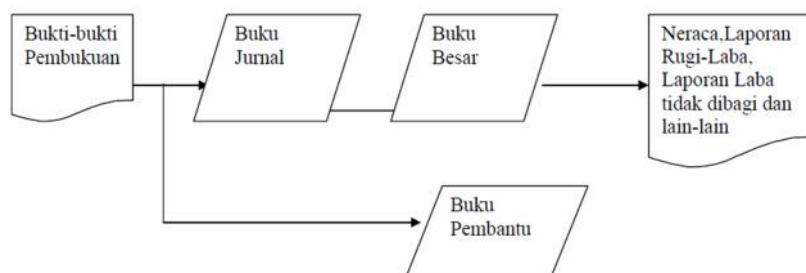 Bukti-bukti
Pembukuan
Buku
Jurnal
Buku
Besar
Neraca,Laporan
Rugi-Laba,
Laporan Laba
tidak dibagi dan
lain-lain
Buku
Pembantu